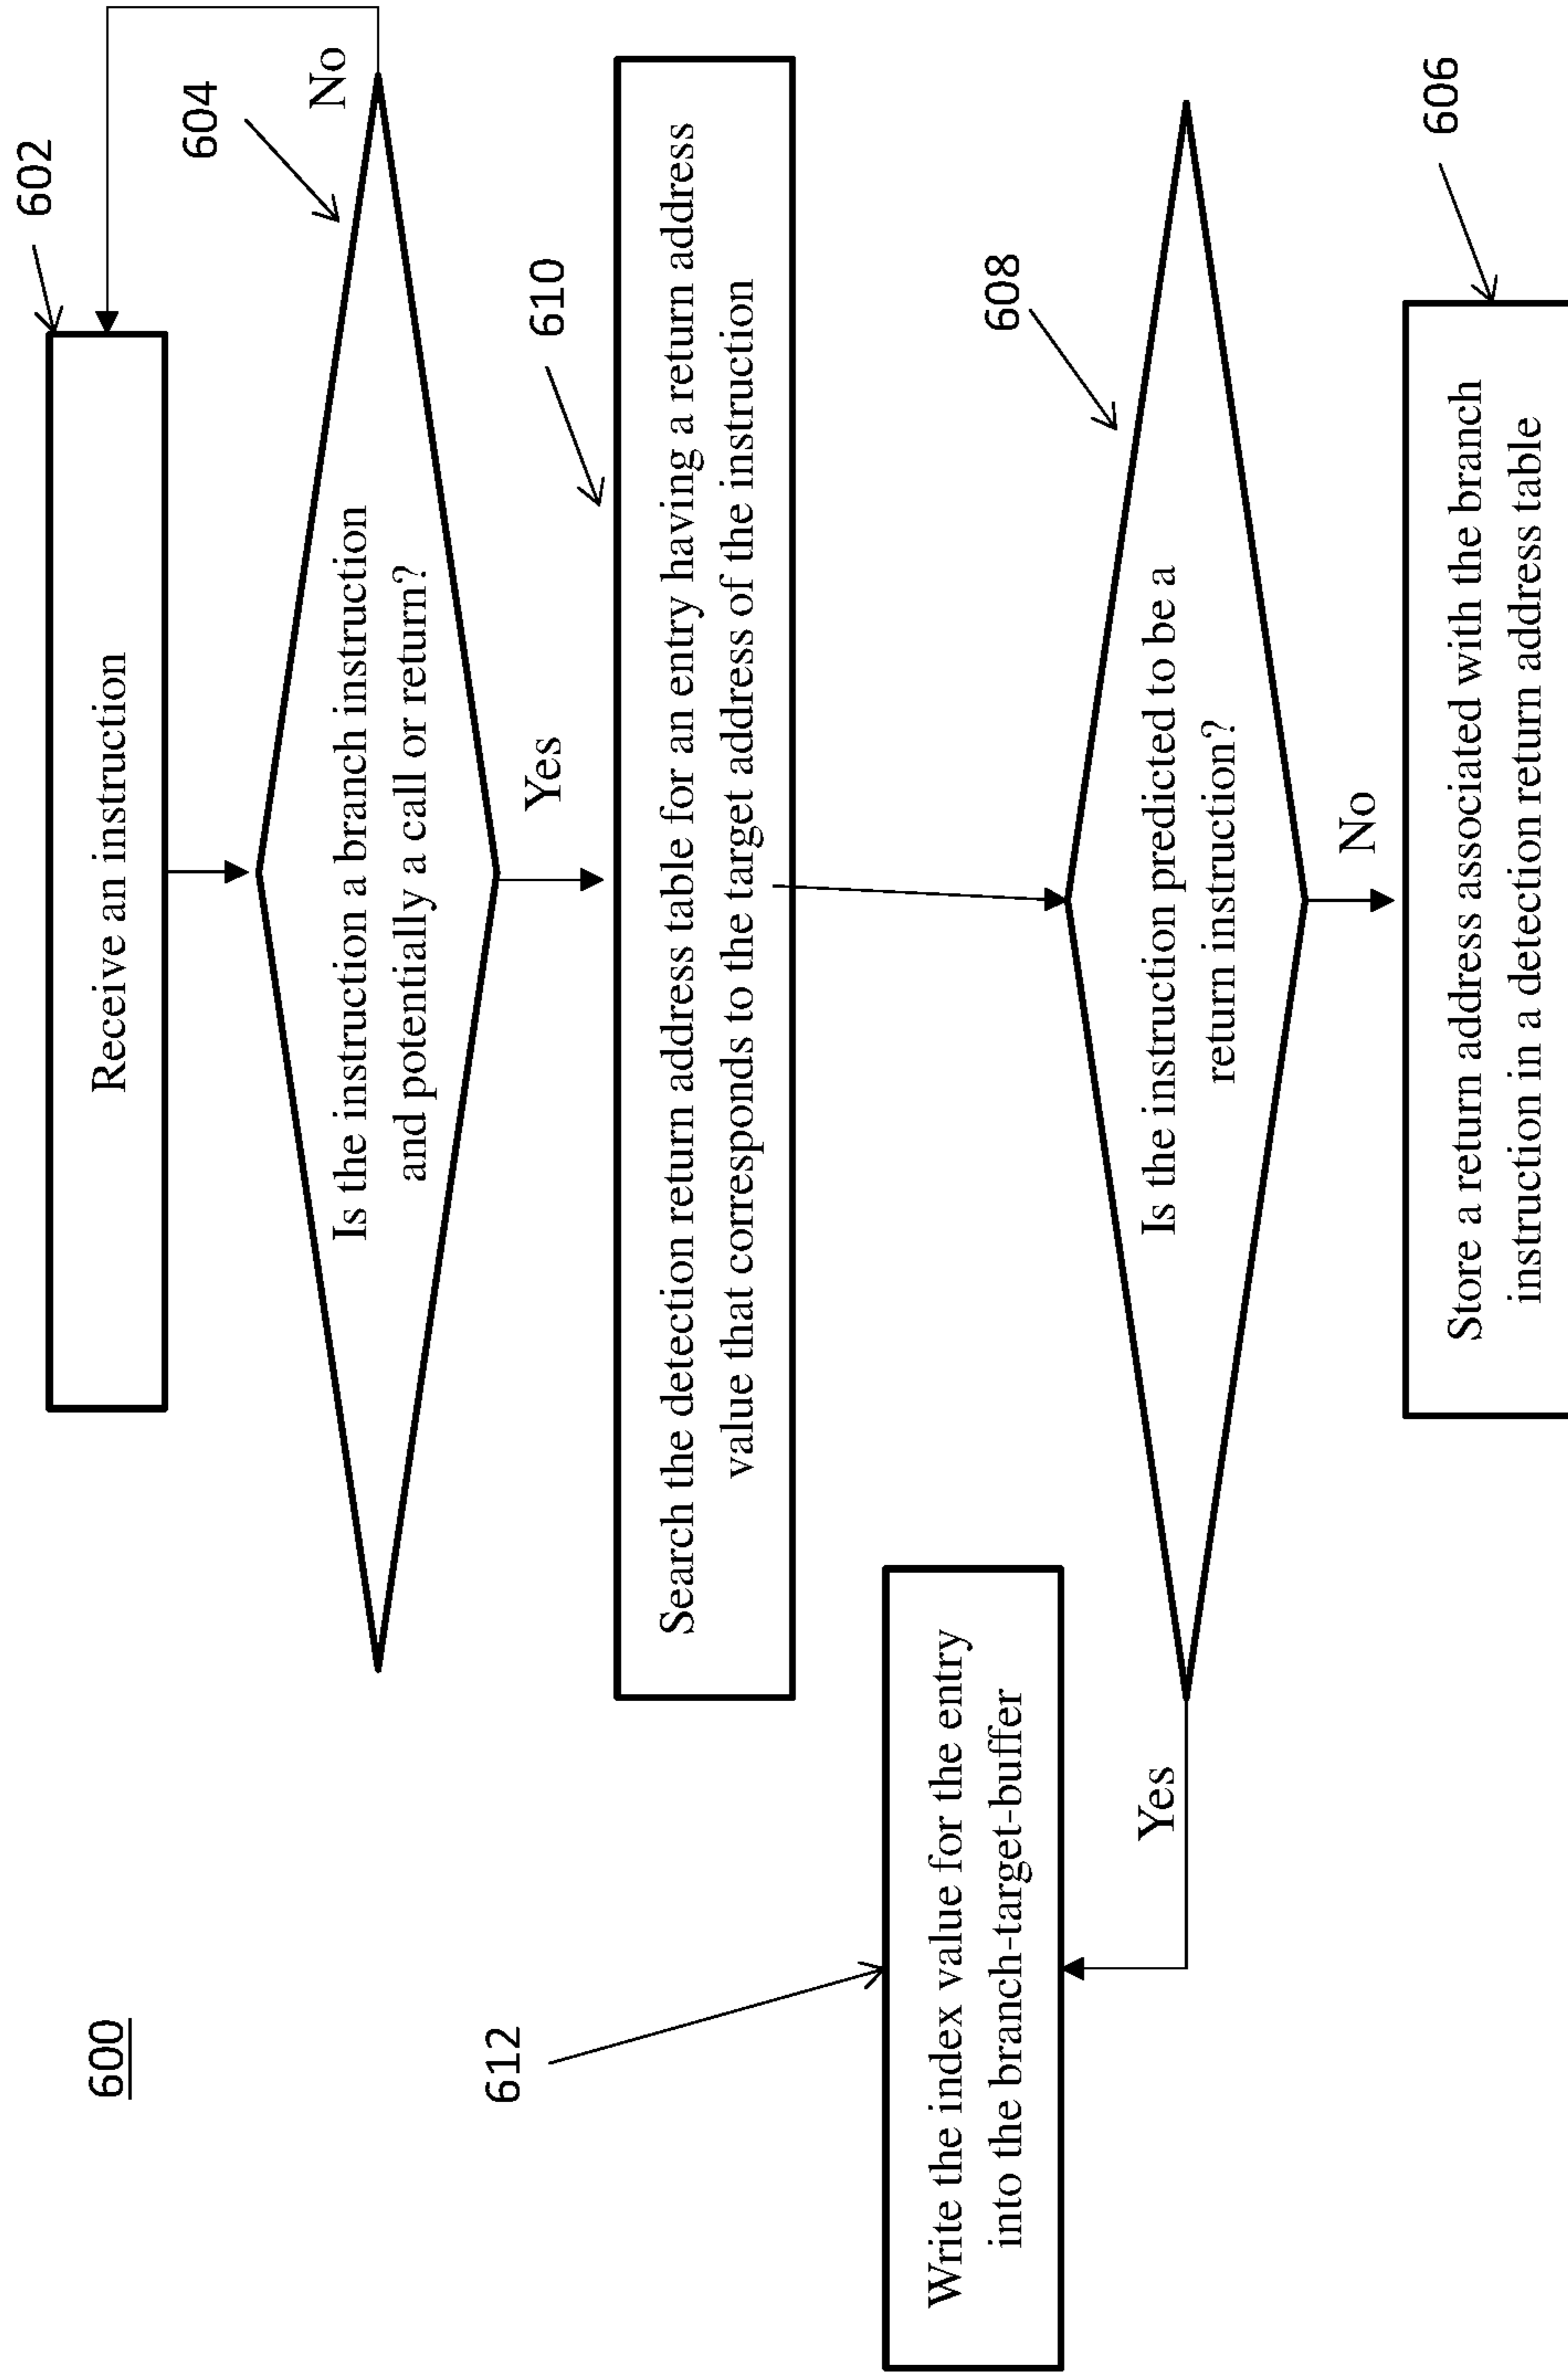 600
602
Receive an instruction
604
No
Is the instruction a branch instruction
and potentially a call or return?
Yes
610
Search the detection return address table for an entry having a return address
value that corresponds to the target address of the instruction
612
Write the index value for the entry
into the branch-target-buffer
608
Is the instruction predicted to be a
return instruction?
Yes
No
606
Store a return address associated with the branch
instruction in a detection return address table